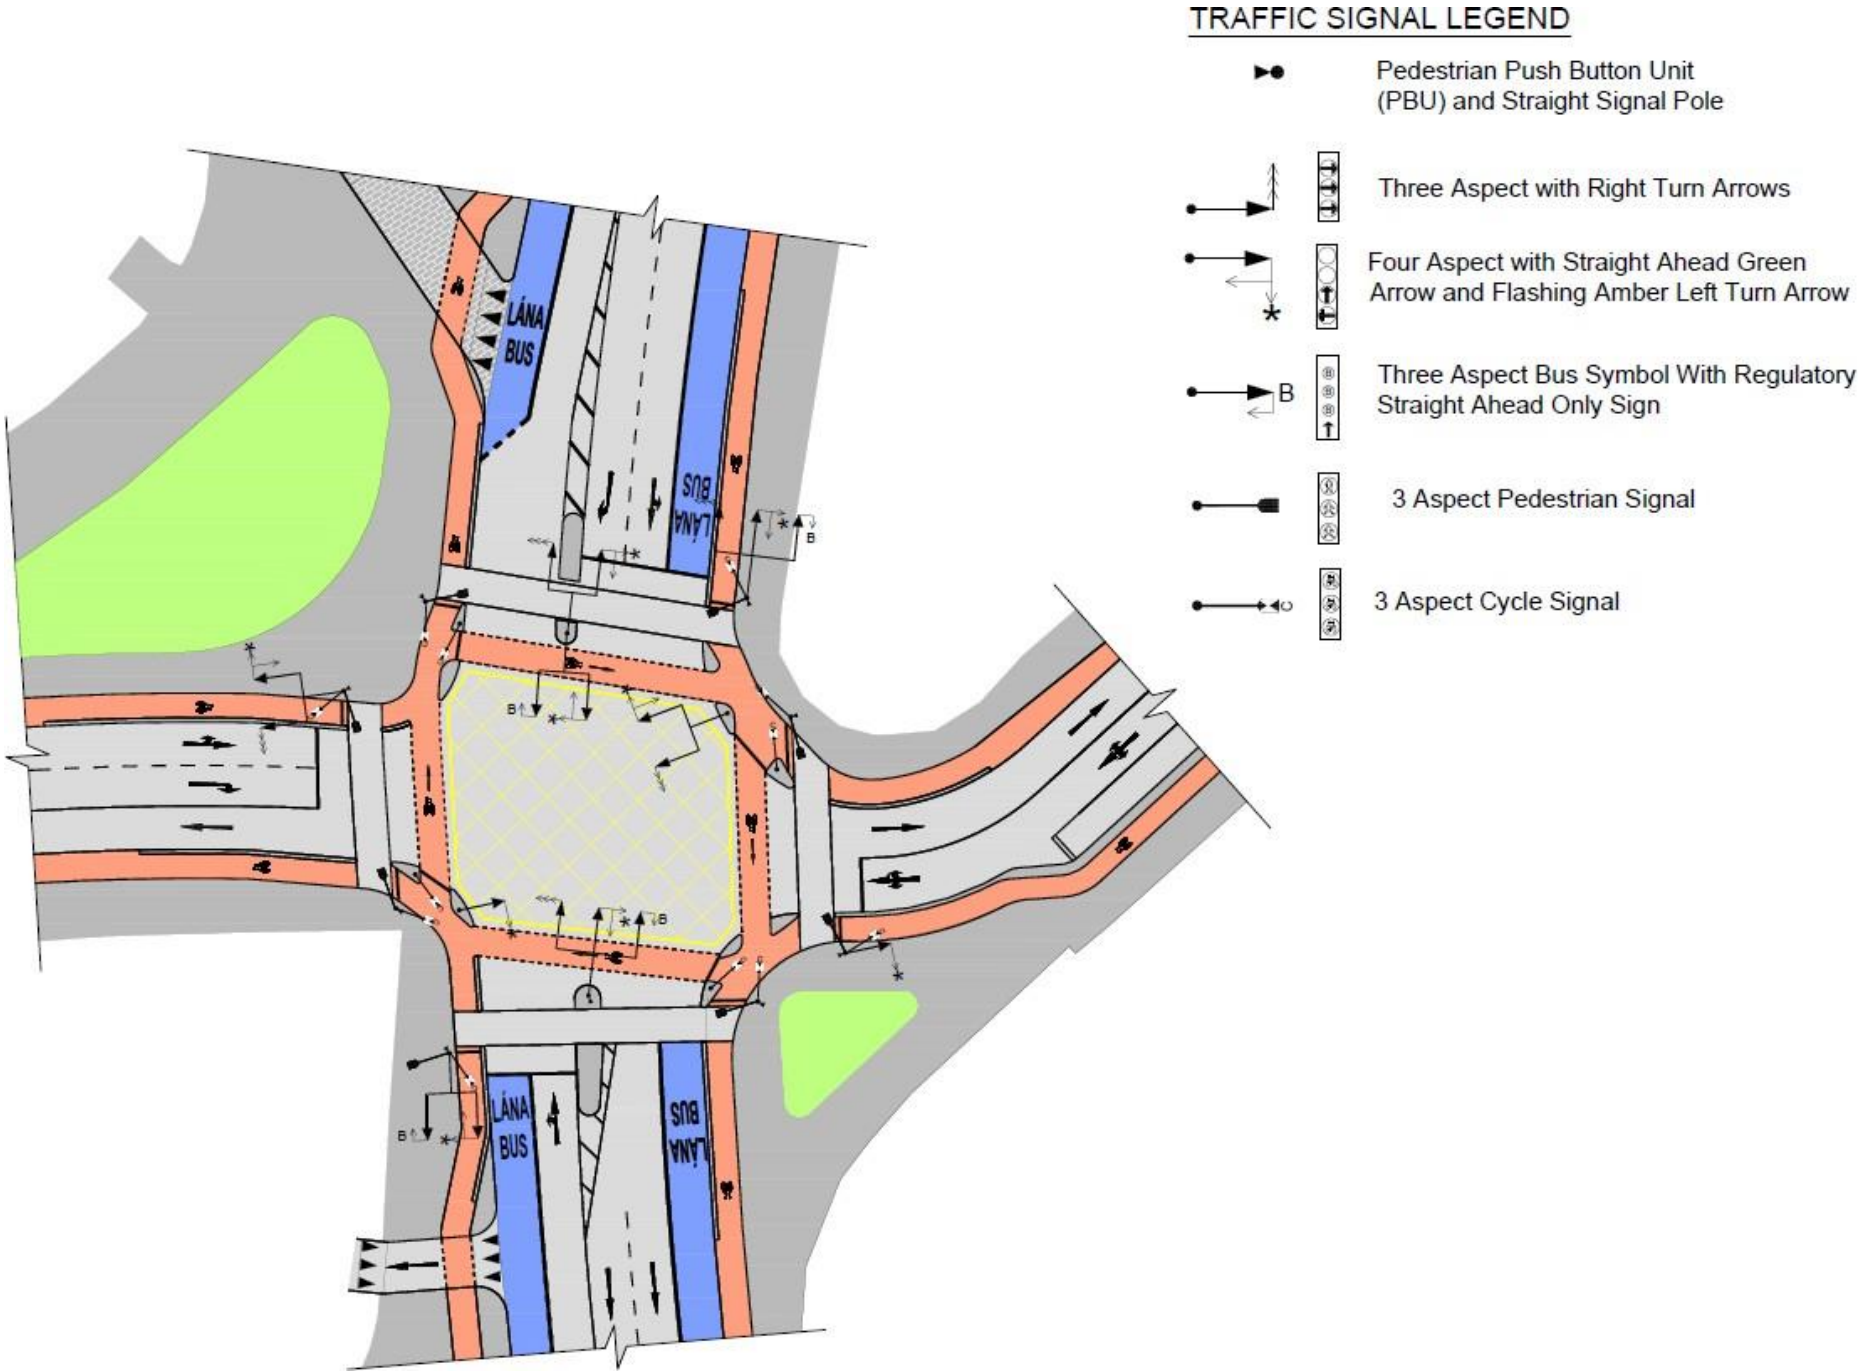 TRAFFIC SIGNAL LEGEND
Pedestrian Push Button Unit
(PBU) and Straight Signal Pole
Three Aspect with Right Turn Arrows
Four Aspect with Straight Ahead Green
Arrow and Flashing Amber Left Turn Arrow
*
B
Three Aspect Bus Symbol With Regulatory
Straight Ahead Only Sign
3 Aspect Pedestrian Signal
C
3 Aspect Cycle Signal
LÁNA
BUS
LÁNA
BUS
B
B
B
B
LÁNA
BUS
LÁNA
BUS